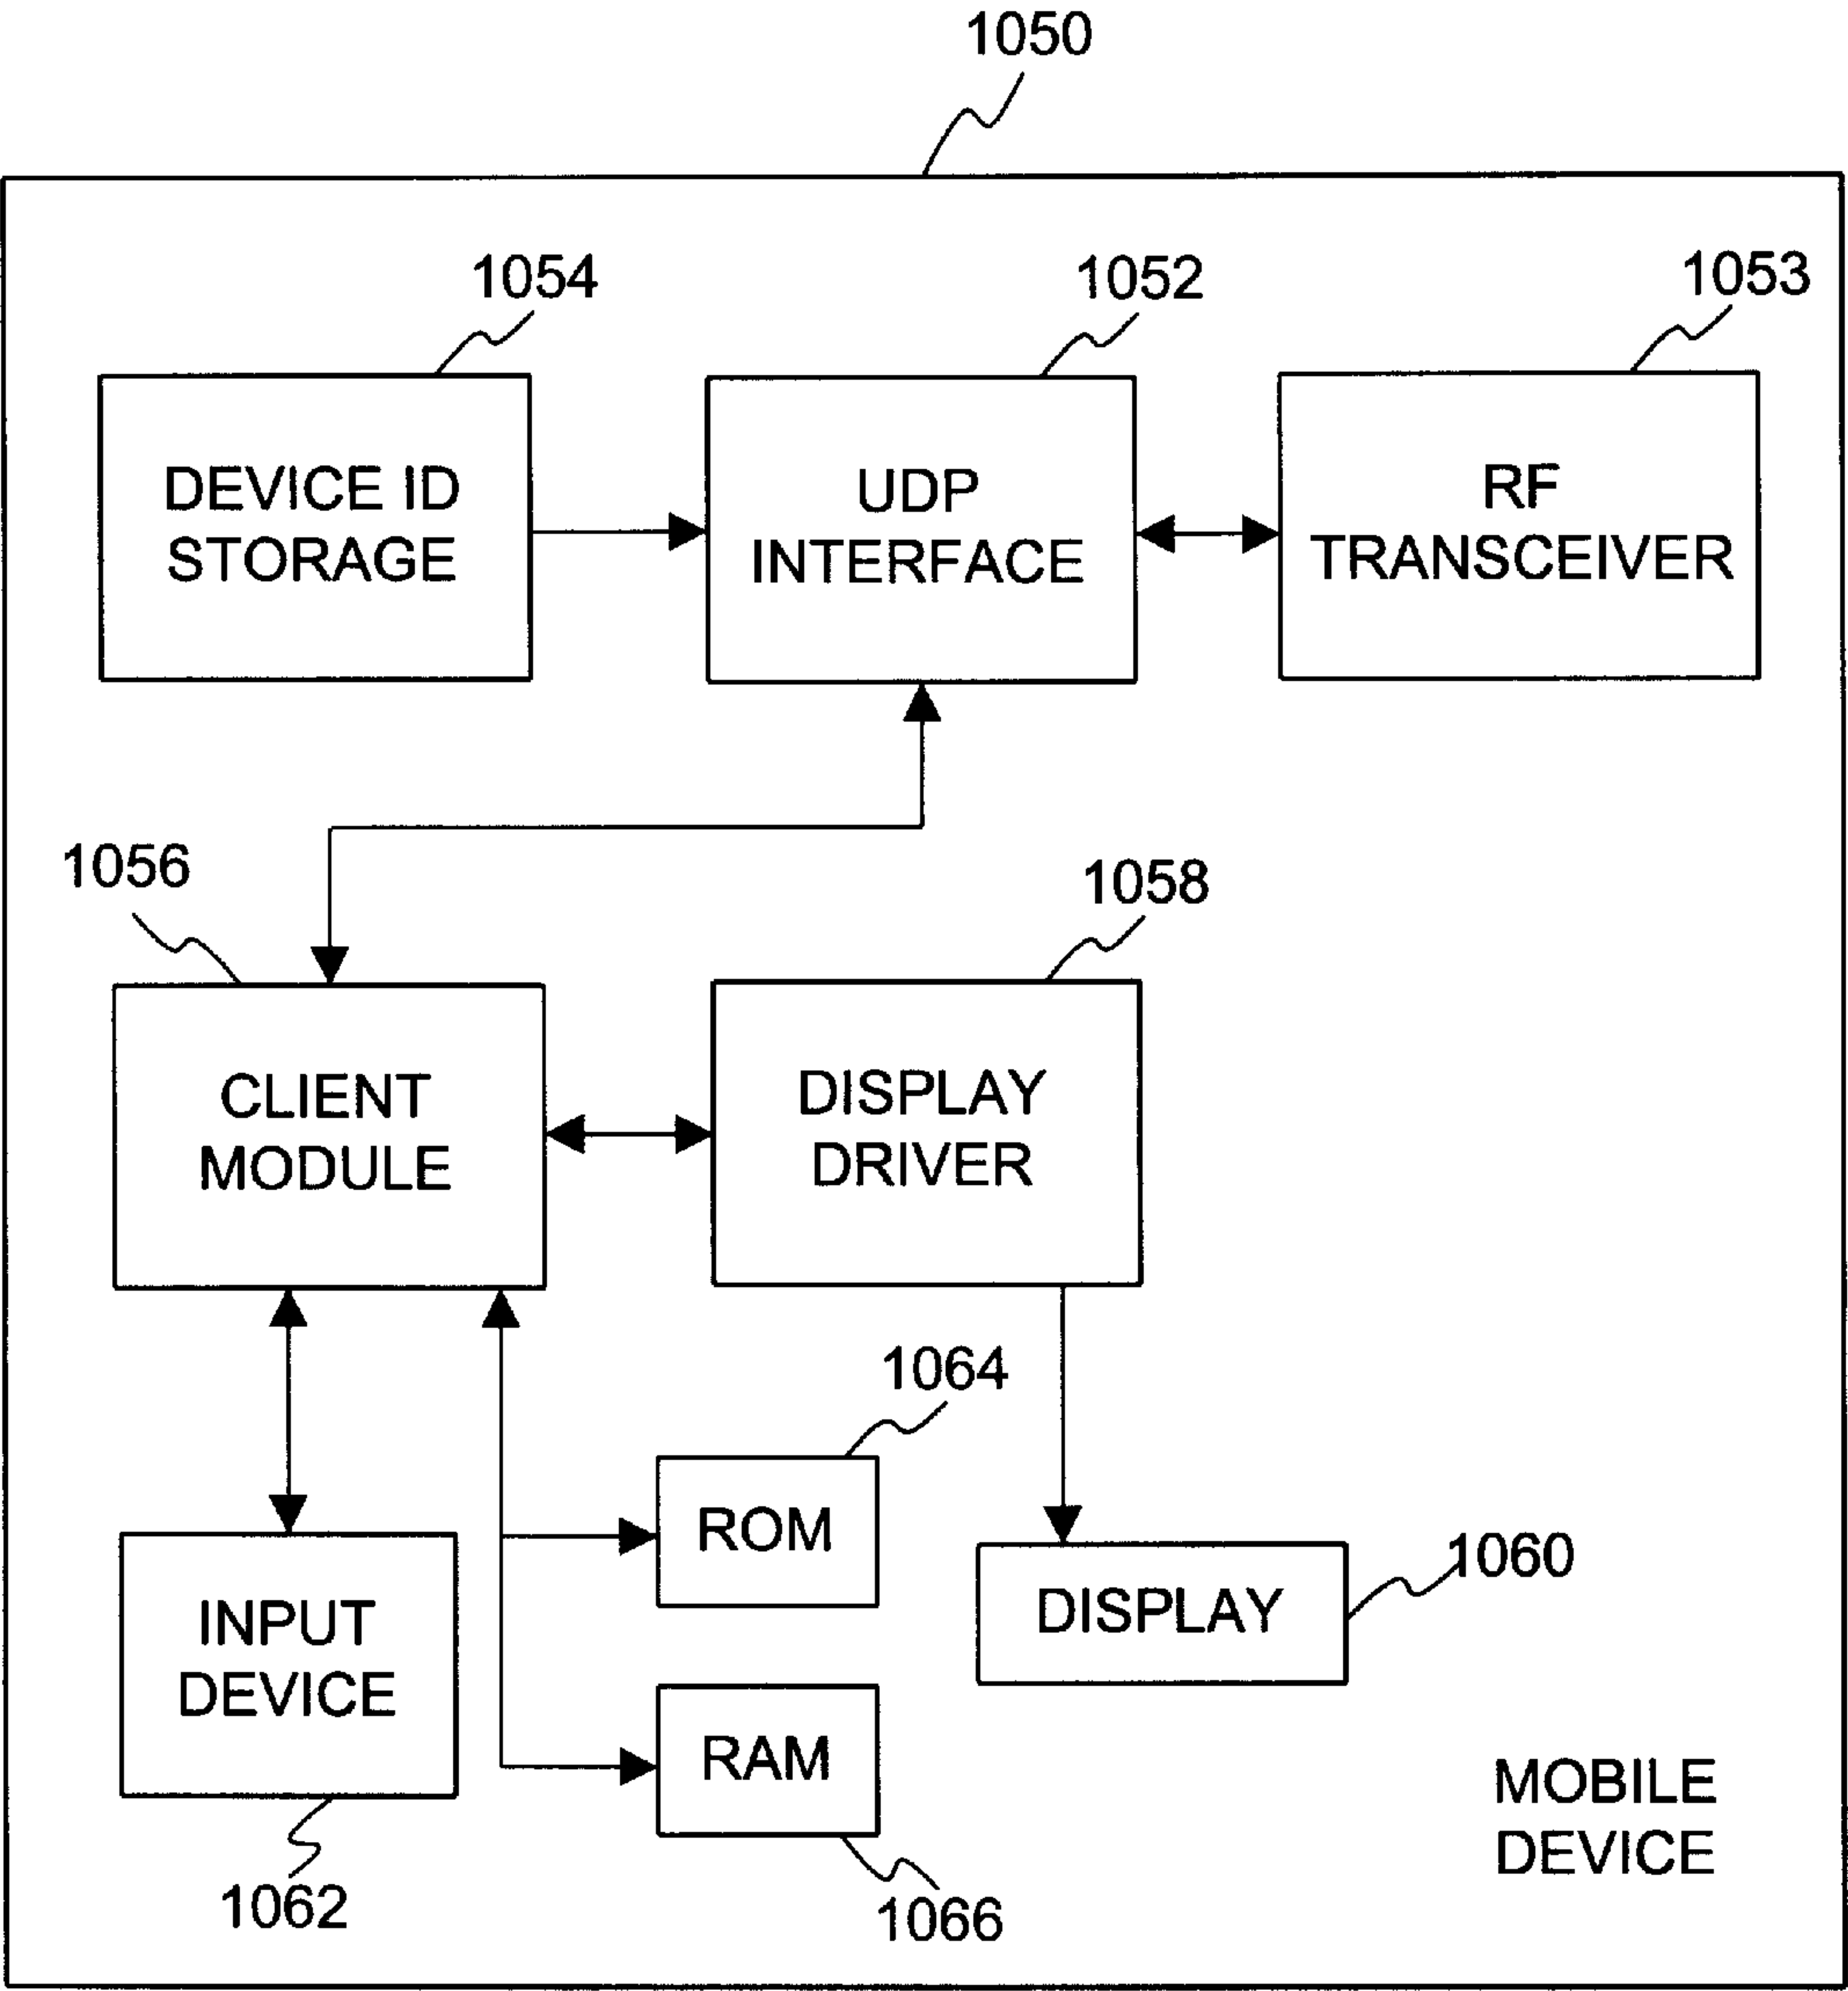 1050
1054
1052
1053
DEVICE ID
STORAGE
UDP
INTERFACE
RF
TRANSCEIVER
1056
1058
CLIENT
MODULE
DISPLAY
DRIVER
1064
ROM
1060
DISPLAY
INPUT
DEVICE
RAM
MOBILE
DEVICE
1062
1066